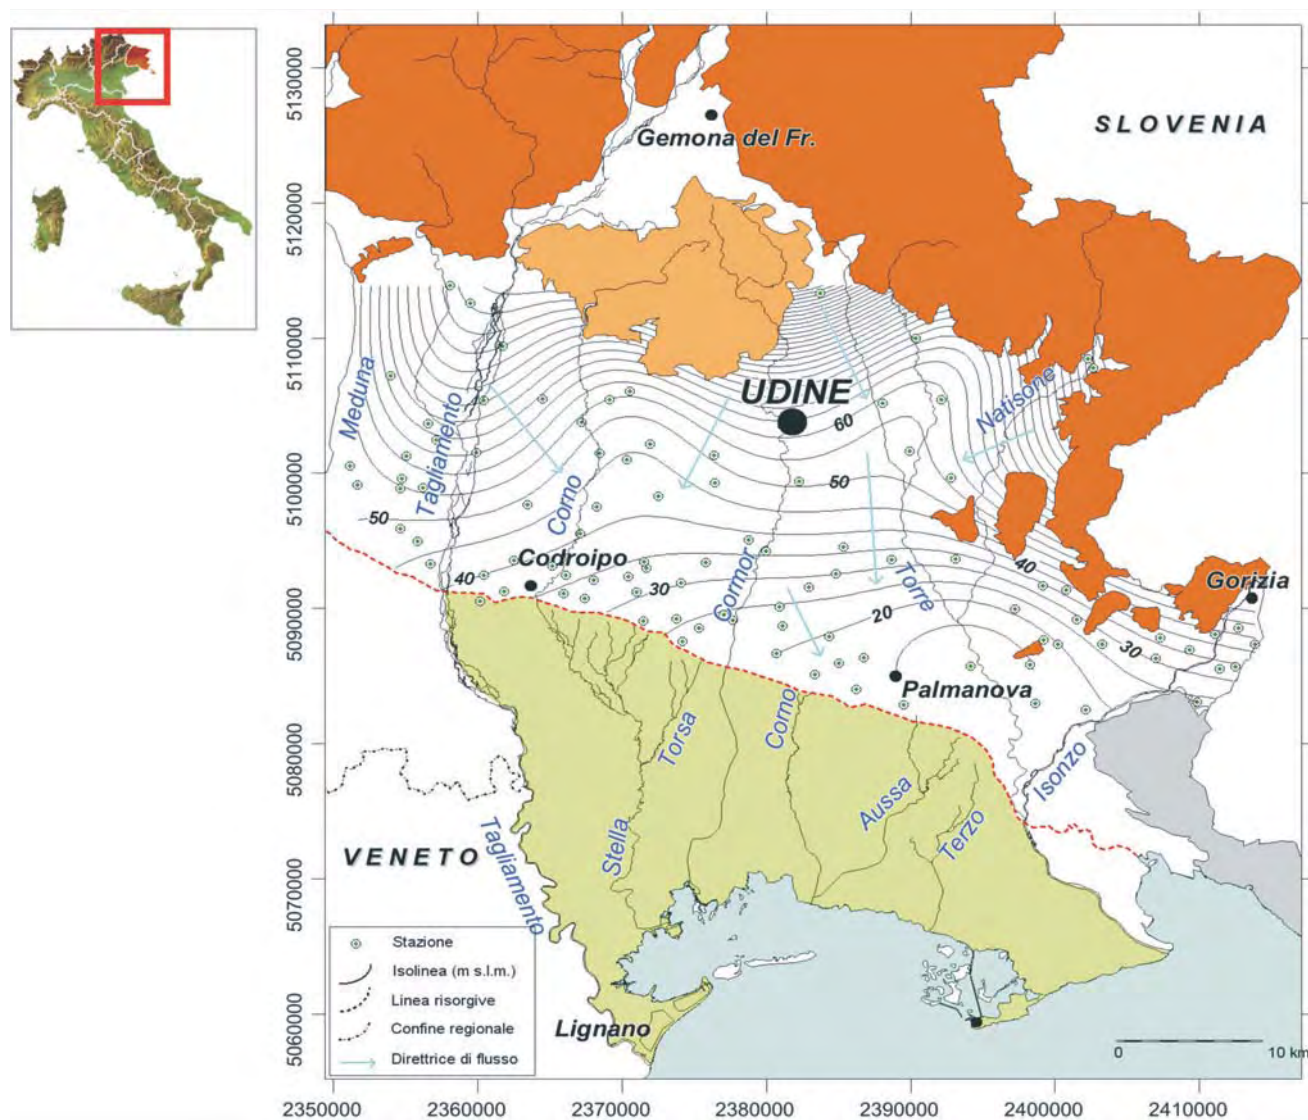 5130000
5120000
5110000
5100000
5090000
5080000
5070000
5060000
SLOVENIA
Gemona del Fr.
Meduna
Tagliamento
UDINE
Natisone
60
50
50
Corno
Codroipo
40
40
Cormor
Torre
30
20
30
Gorizia
Palmanova
Torsa
Corno
Isonzo
Aussa
Terzo
Stella
VENETO
Tagliamento
Stazione
Isolinea (m s.l.m.)
Linea risorgive
Confine regionale
Direttrice di flusso
Lignano
0 10 km
2350000 2360000 2370000 2380000 2390000 2400000 2410000